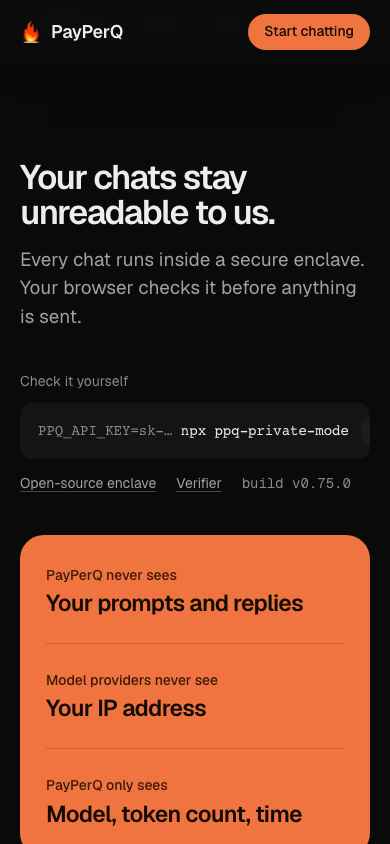 PayPerQ
Start chatting
Your chats stay
unreadable to us.
Every chat runs inside a secure enclave.
Your browser checks it before anything
is sent.
Check it yourself
PPQ_API_KEY=sk-… npx ppq-private-mode
Open-source enclave Verifier build v0.75.0
PayPerQ never sees
Your prompts and replies
Model providers never see
Your IP address
PayPerQ only sees
Model, token count, time